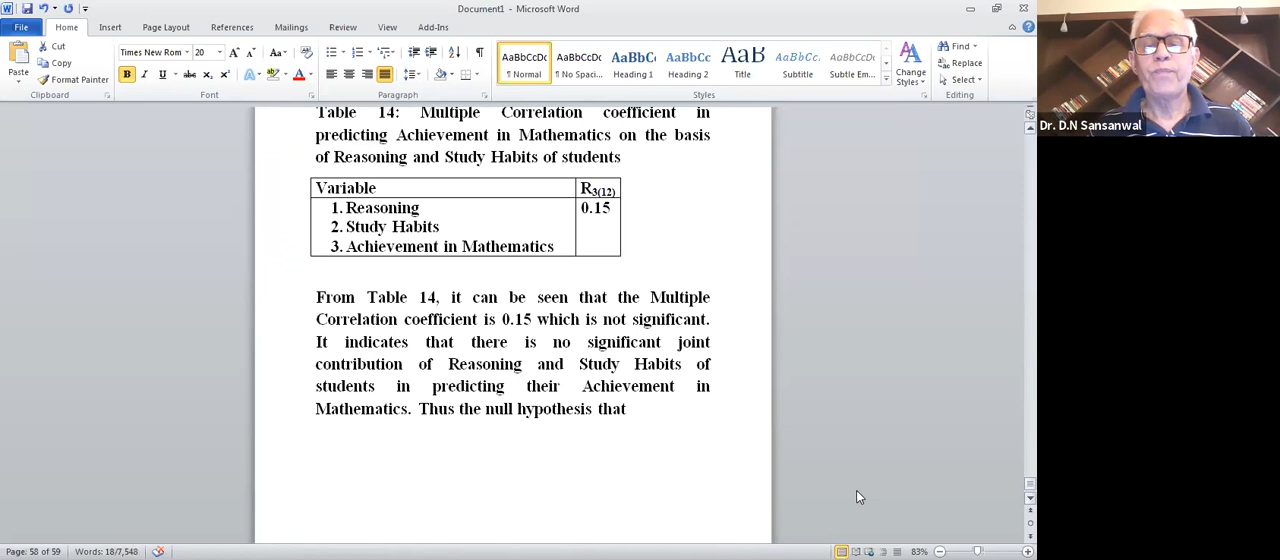 Document1 - Microsoft Word
File Home Insert Page Layout References Mailings Review View Add-Ins
Cut
Copy
Format Painter
Paste
Clipboard
Times New Rom 20
Font
Paragraph
AaBbCcDc AaBbCcDc AaBbC AaBbCc AaB AaBbCc. AaBbCcDc
¶ Normal ¶ No Spaci... Heading 1 Heading 2 Title Subtitle Subtle Em...
Styles
Change
Styles
Find
Replace
Select
Editing
Dr. D.N Sansanwal
Table 14: Multiple Correlation coefficient in
predicting Achievement in Mathematics on the basis
of Reasoning and Study Habits of students
Variable R3(12)
1. Reasoning 0.15
2. Study Habits
3. Achievement in Mathematics
From Table 14, it can be seen that the Multiple
Correlation coefficient is 0.15 which is not significant.
It indicates that there is no significant joint
contribution of Reasoning and Study Habits of
students in predicting their Achievement in
Mathematics. Thus the null hypothesis that
Page: 58 of 59 Words: 18/7,548 83%